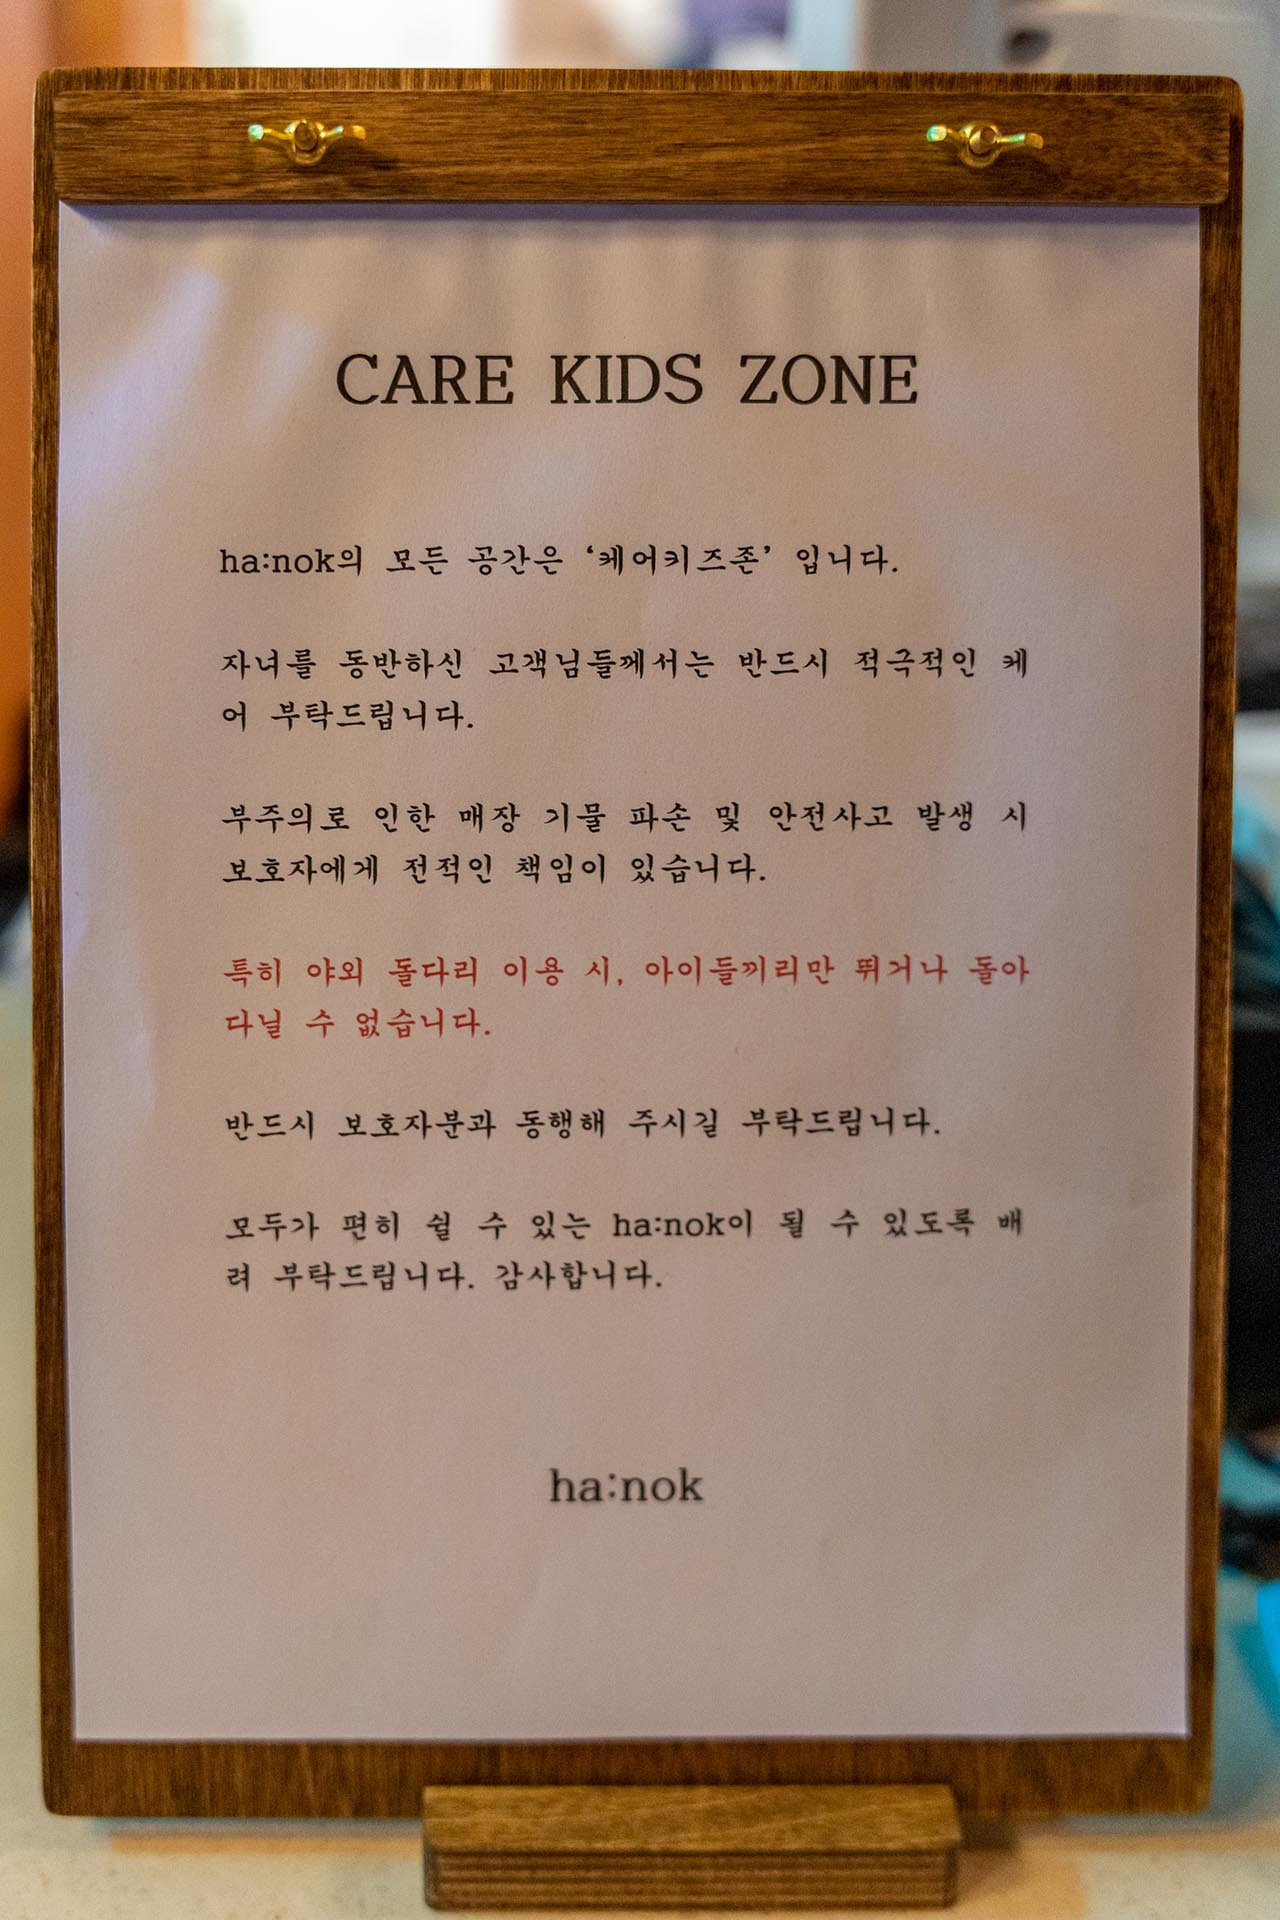 CARE KIDS ZONE
ha:nok의 모든 공간은 ‘케어키즈존’ 입니다.
자녀를 동반하신 고객님들께서는 반드시 적극적인 케
어 부탁드립니다.
부주의로 인한 매장 기물 파손 및 안전사고 발생 시
보호자에게 전적인 책임이 있습니다.
특히 야외 돌다리 이용 시, 아이들끼리만 뛰거나 돌아
다닐 수 없습니다.
반드시 보호자분과 동행해 주시길 부탁드립니다.
모두가 편히 쉴 수 있는 ha:nok이 될 수 있도록 배
려 부탁드립니다. 감사합니다.
ha:nok